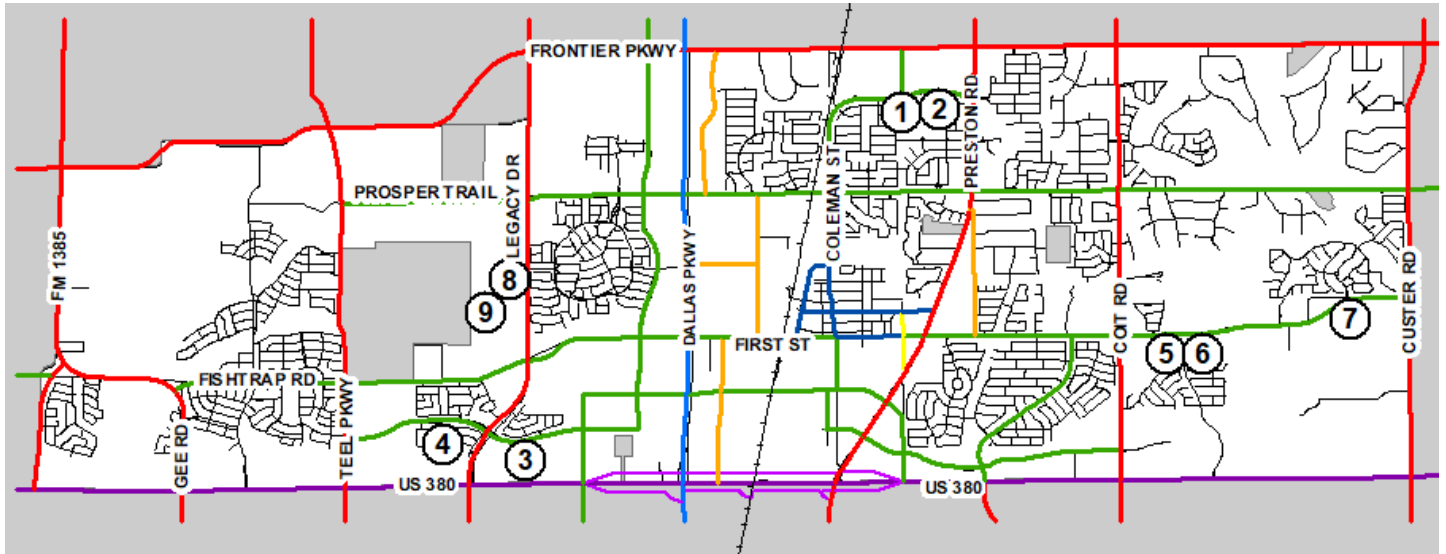 FRONTIER PKWY
1
2
PRESTON RD
COLEMAN ST
PROSPER TRAIL
LEGACY DR
FM 1385
8
9
DALLAS PKWY
FIRST ST
COIT RD
CUSTER RD
7
5
6
FISHTRAP RD
TEEL PKWY
GEE RD
4
3
US 380
US 380